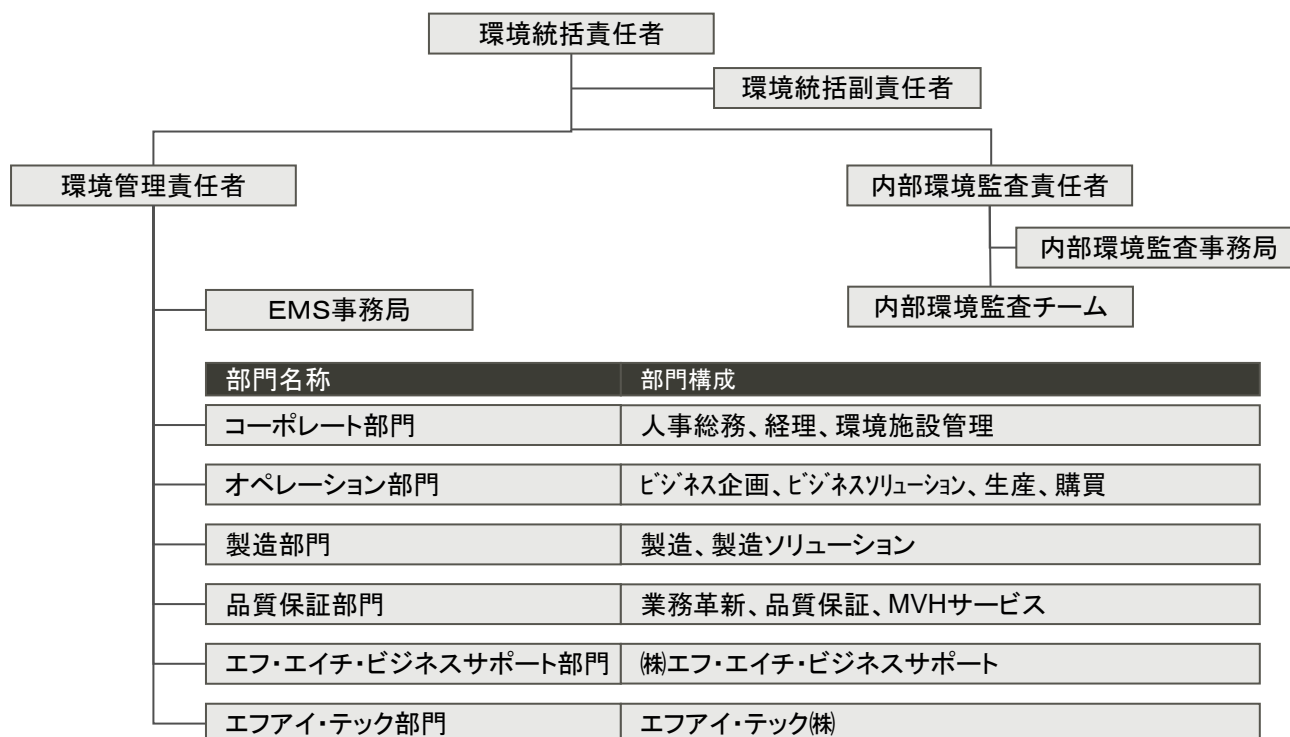 環境統括責任者
環境統括副責任者
環境管理責任者
内部環境監査責任者
内部環境監査事務局
EMS事務局
内部環境監査チーム
部門名称 部門構成
コーポレート部門 人事総務、経理、環境施設管理
オペレーション部門 ﾋﾞｼﾞﾈｽ企画、ﾋﾞｼﾞﾈｽｿﾘｭｰｼｮﾝ、生産、購買
製造部門 製造、製造ソリューション
品質保証部門 業務革新、品質保証、MVHサービス
エフ・エイチ・ビジネスサポート部門 ㈱エフ・エイチ・ビジネスサポート
エフアイ・テック部門 エフアイ・テック㈱